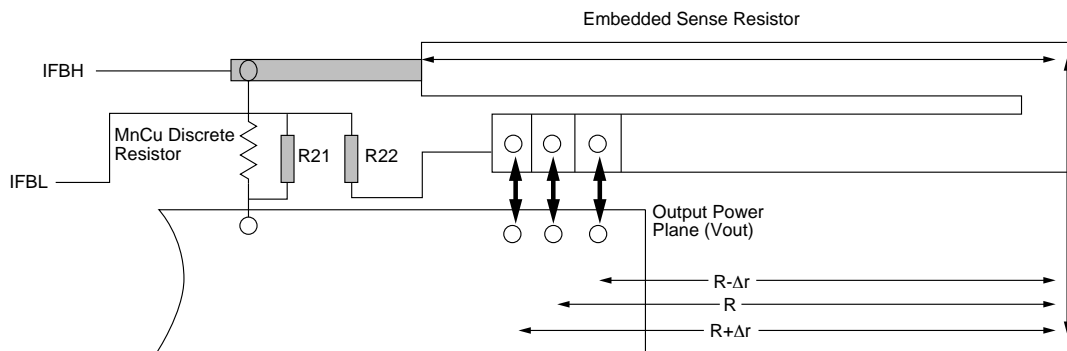 Embedded Sense Resistor
IFBH
MnCu Discrete
Resistor
R21
R22
IFBL
Output Power
Plane (Vout)
R-Δr
R
R+Δr